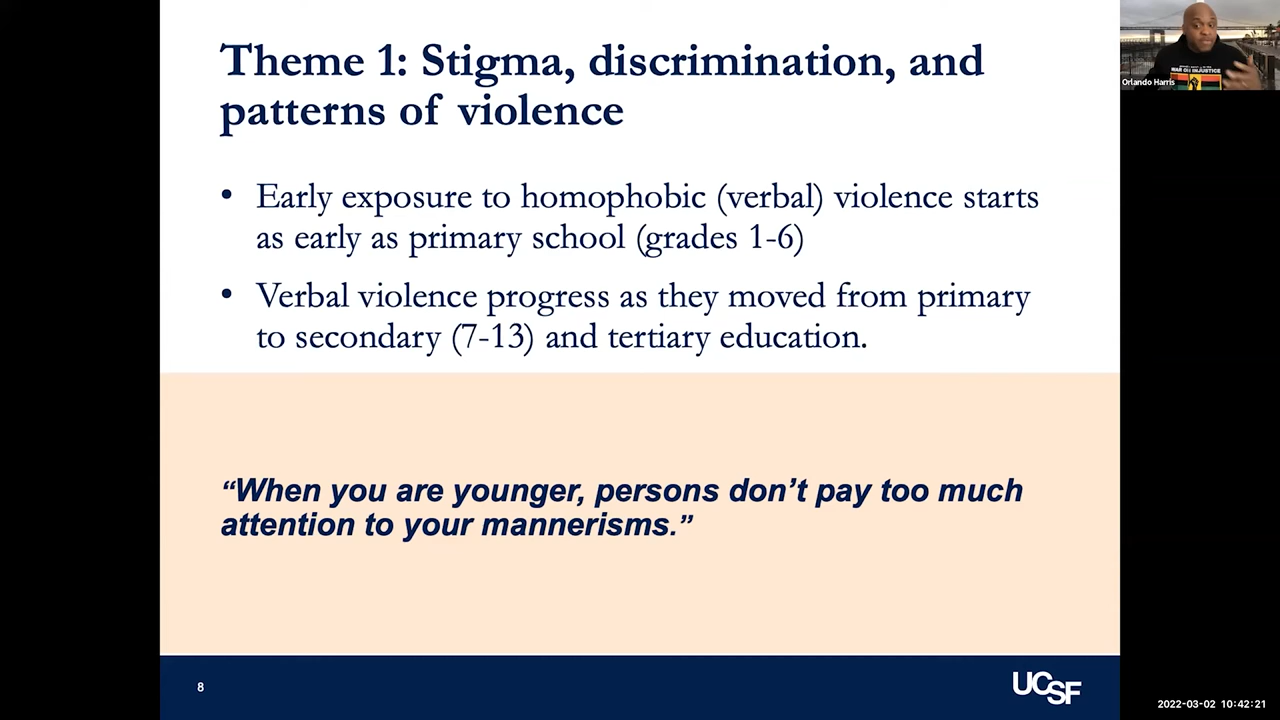 Theme 1: Stigma, discrimination, and
patterns of violence
• Early exposure to homophobic (verbal) violence starts
as early as primary school (grades 1-6)
• Verbal violence progress as they moved from primary
to secondary (7-13) and tertiary education.
“When you are younger, persons don’t pay too much
attention to your mannerisms.”
8
UCSF
WAR ON INJUSTICE
Orlando Harris
2022-03-02 10:42:21